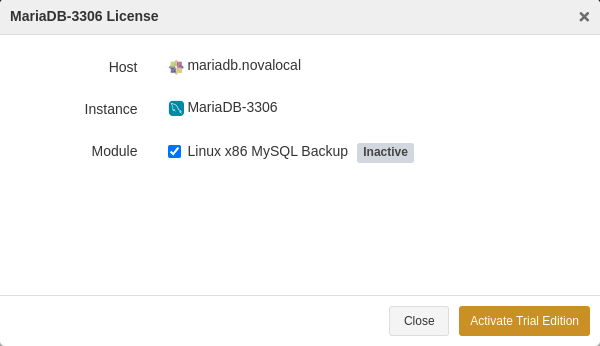 MariaDB-3306 License
Host mariadb.novalocal
Instance MariaDB-3306
Module Linux x86 MySQL Backup Inactive
Close Activate Trial Edition